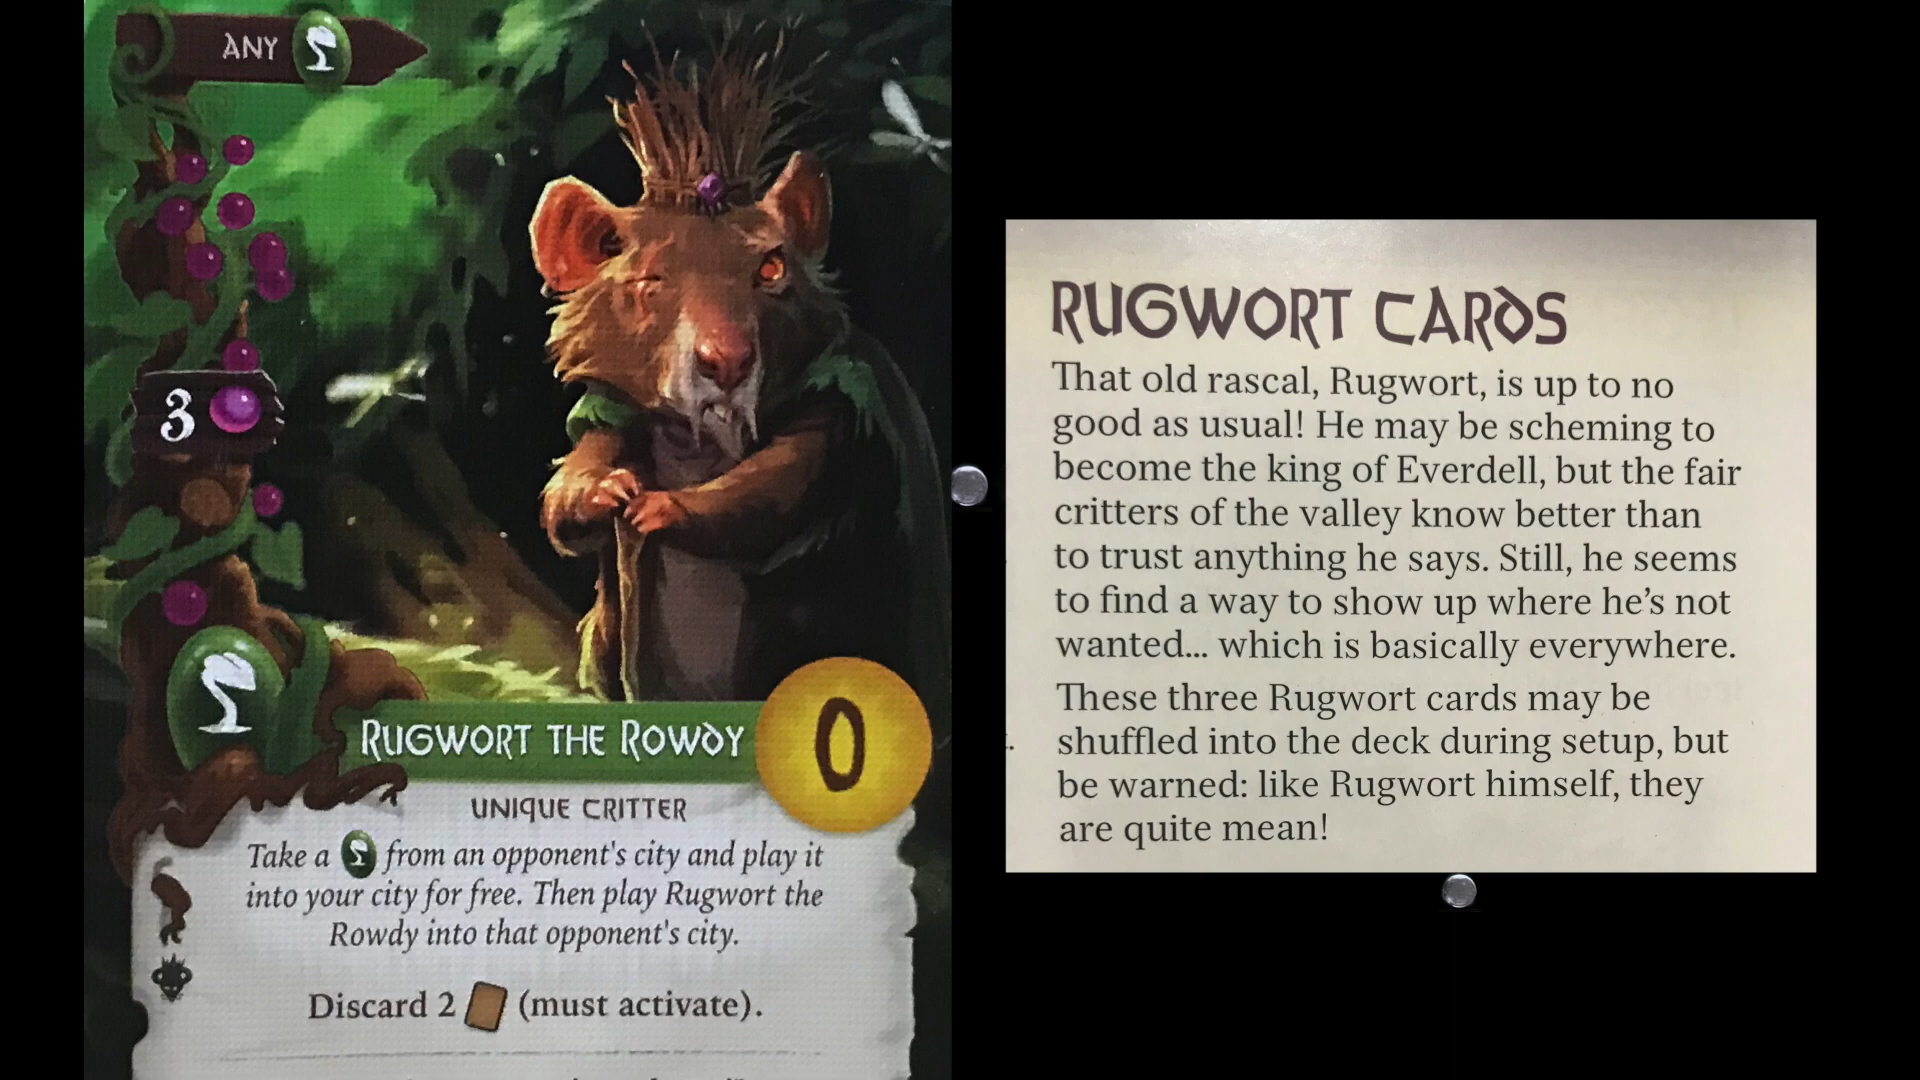 ANY
3
RUGWORT THE ROWDY
0
UNIQUE CRITTER
Take a from an opponent's city and play it
into your city for free. Then play Rugwort the
Rowdy into that opponent's city.
Discard 2 (must activate).
RUGWORT CARDS
That old rascal, Rugwort, is up to no
good as usual! He may be scheming to
become the king of Everdell, but the fair
critters of the valley know better than
to trust anything he says. Still, he seems
to find a way to show up where he's not
wanted... which is basically everywhere.
These three Rugwort cards may be
shuffled into the deck during setup, but
be warned: like Rugwort himself, they
are quite mean!